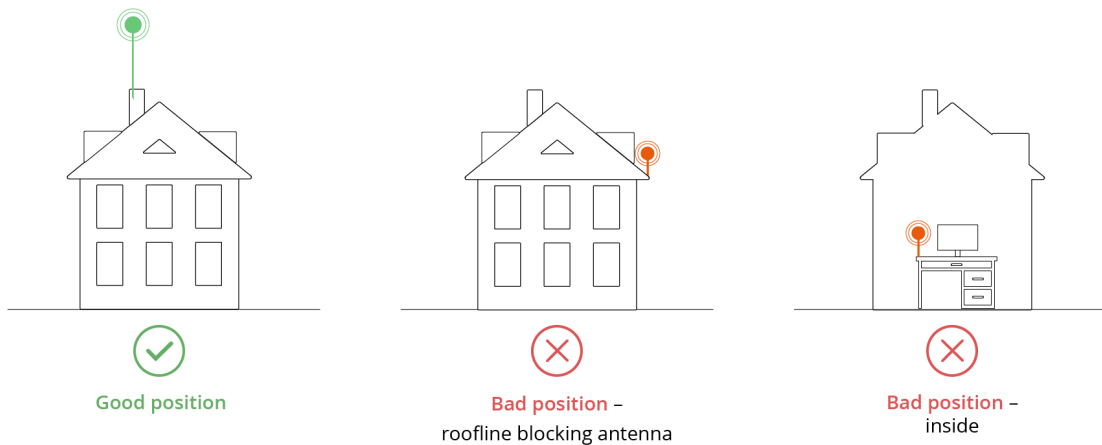 Good position
Bad position –
roofline blocking antenna
Bad position –
inside